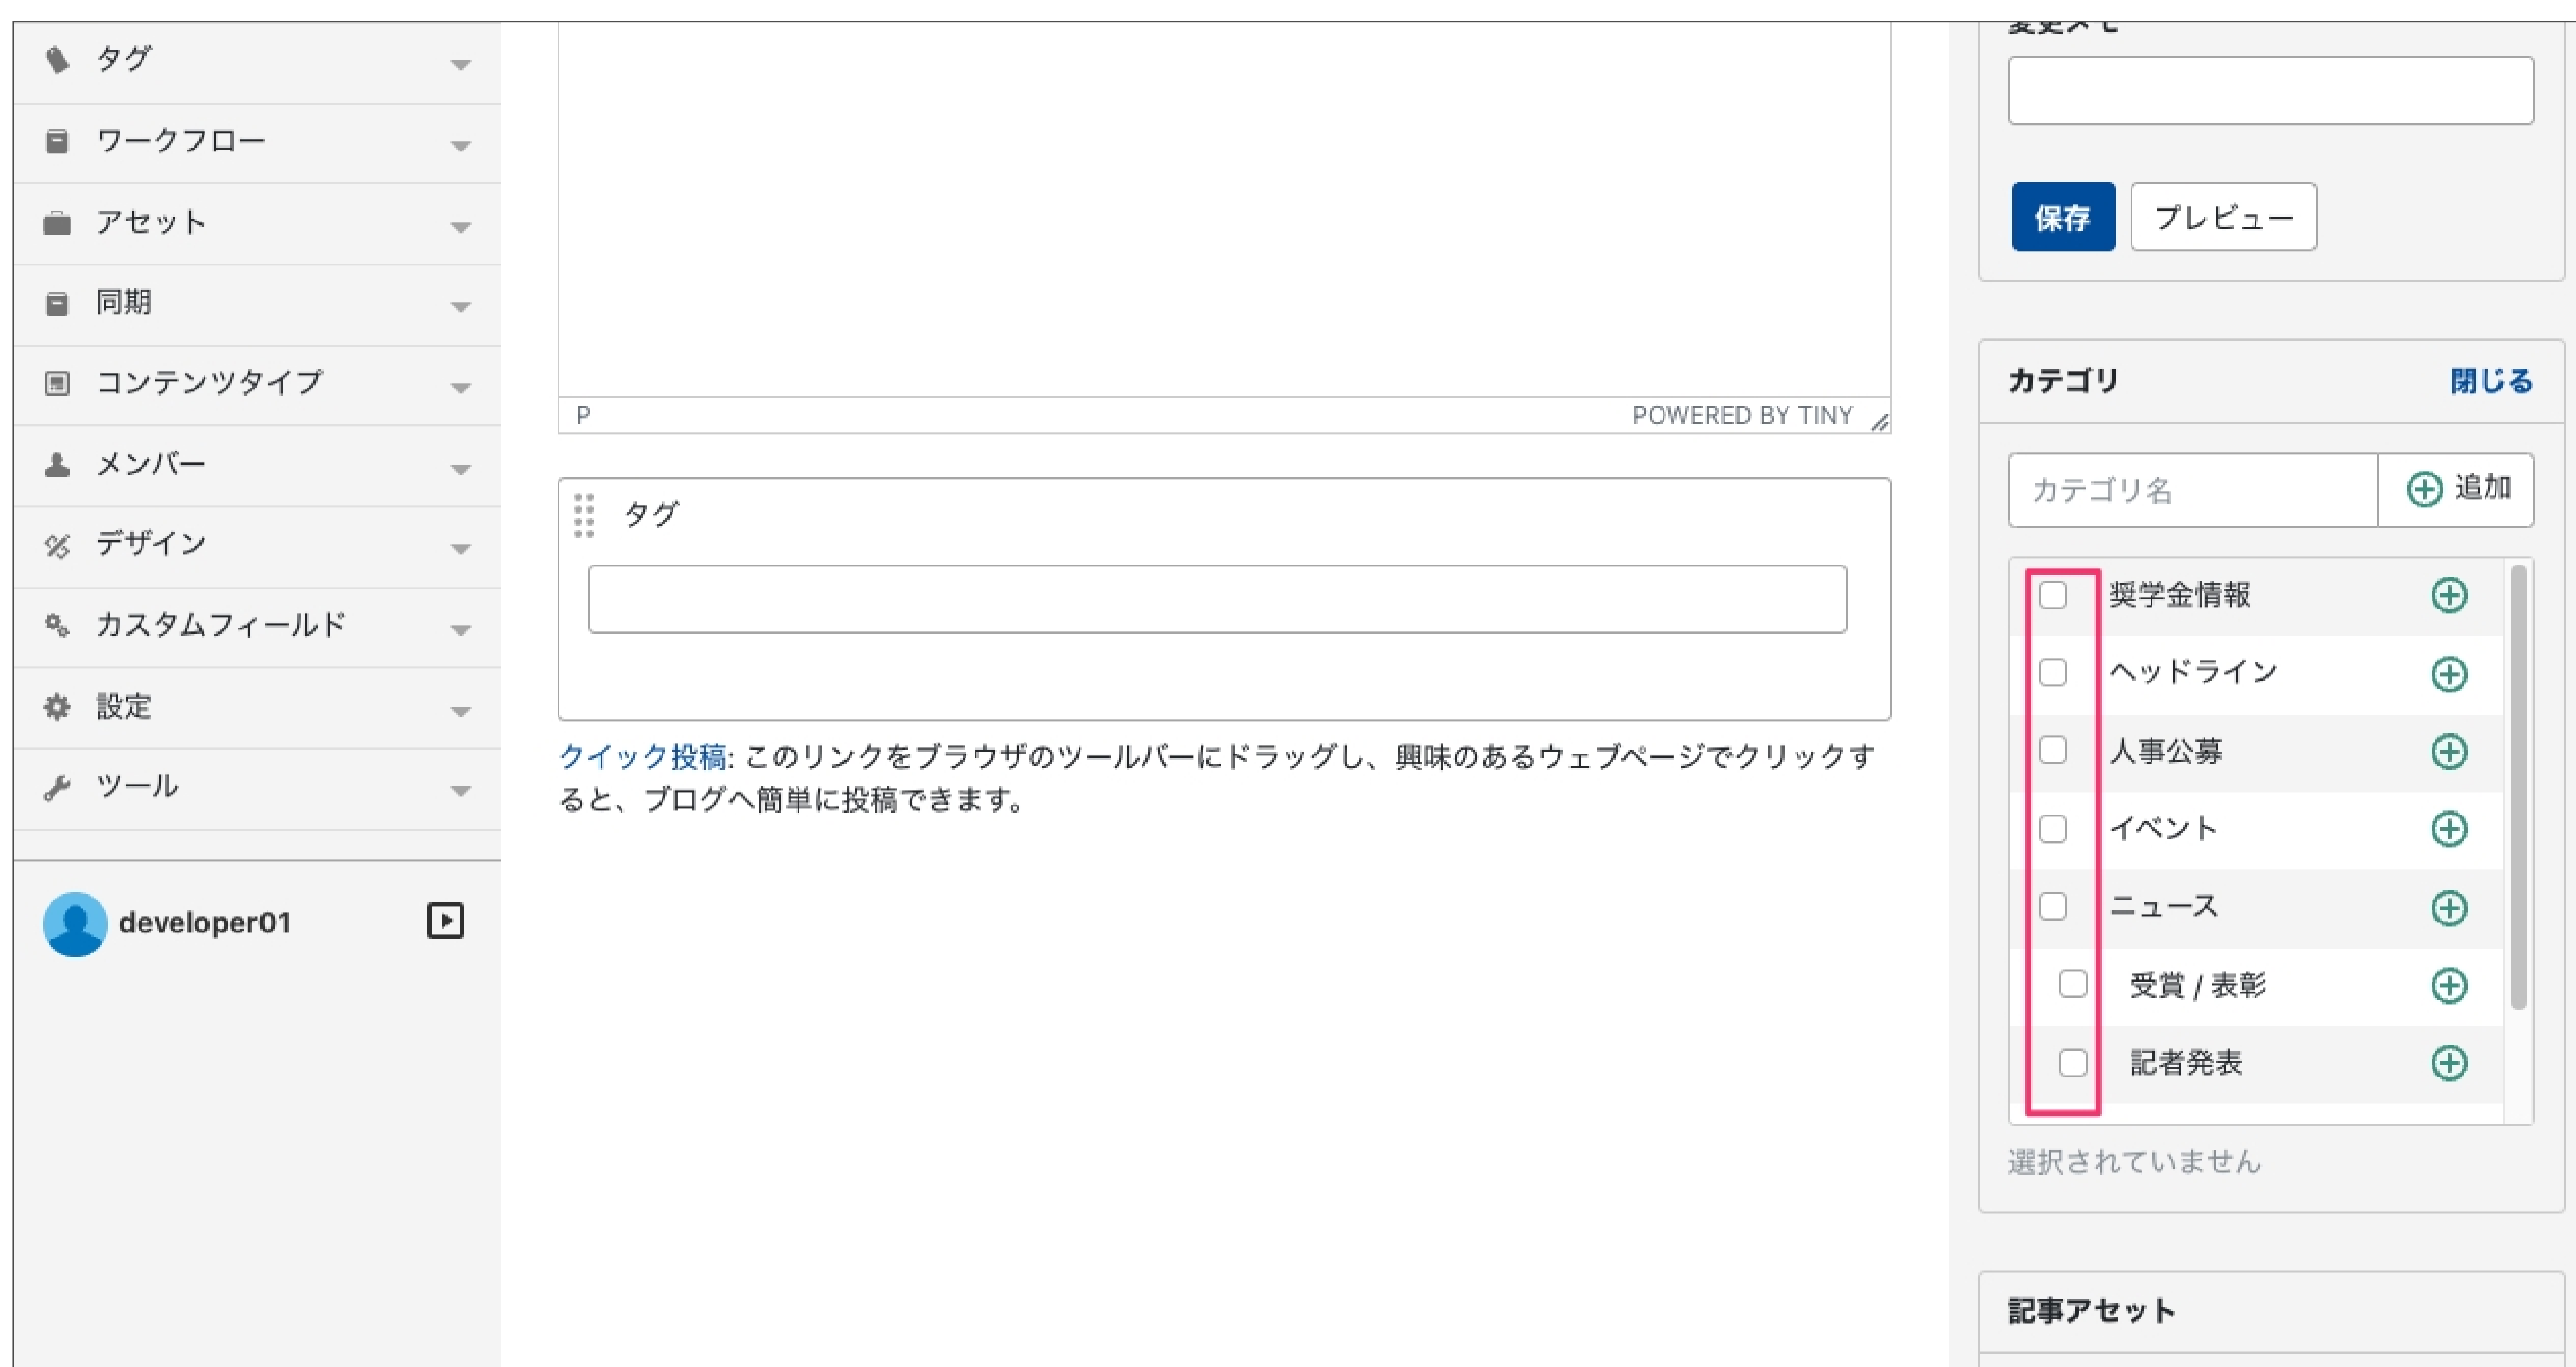 タグ
ワークフロー
アセット
同期
コンテンツタイプ
メンバー
デザイン
カスタムフィールド
設定
ツール
developer01
P
POWERED BY TINY
タグ
クイック投稿: このリンクをブラウザのツールバーにドラッグし、興味のあるウェブページでクリックす
ると、ブログへ簡単に投稿できます。
変更メモ
保存
プレビュー
カテゴリ
閉じる
カテゴリ名
追加
奨学金情報
ヘッドライン
人事公募
イベント
ニュース
受賞 / 表彰
記者発表
選択されていません
記事アセット